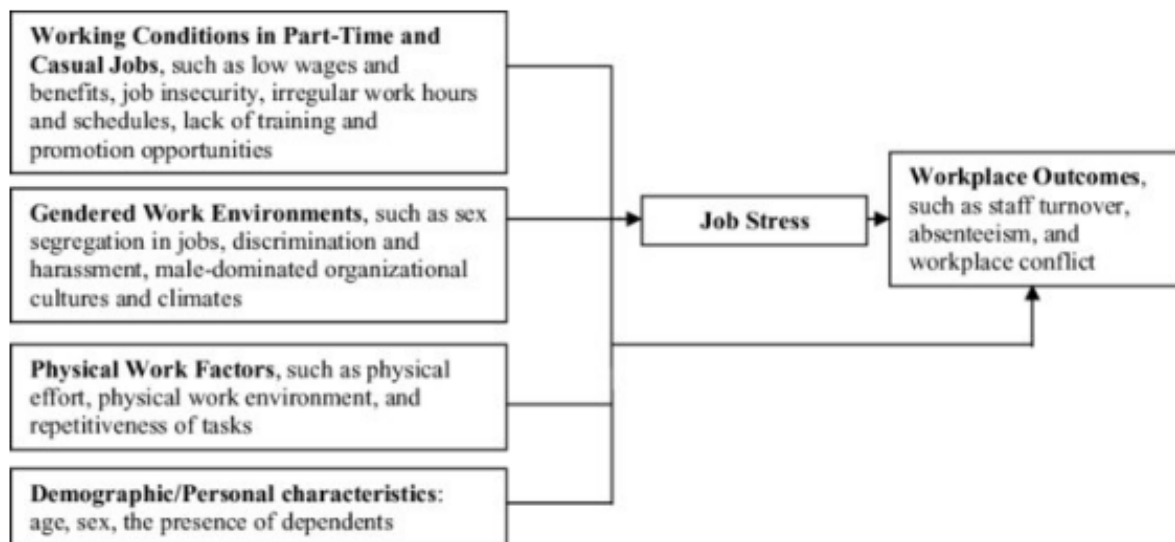 Working Conditions in Part-Time and
Casual Jobs, such as low wages and
benefits, job insecurity, irregular work hours
and schedules, lack of training and
promotion opportunities
Gendered Work Environments, such as sex
segregation in jobs, discrimination and
harassment, male-dominated organizational
cultures and climates
Physical Work Factors, such as physical
effort, physical work environment, and
repetitiveness of tasks
Demographic/Personal characteristics:
age, sex, the presence of dependents
Job Stress
Workplace Outcomes,
such as staff turnover,
absenteeism, and
workplace conflict